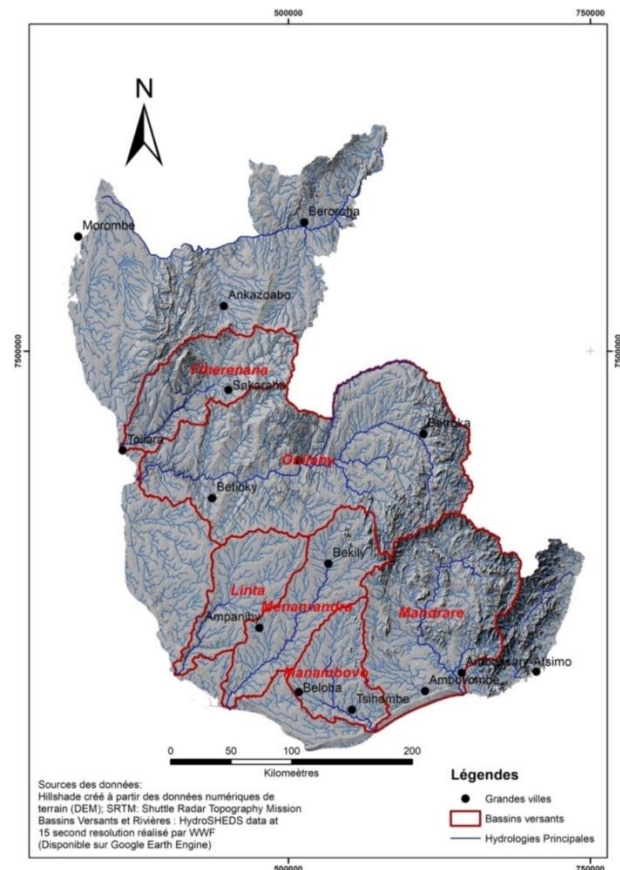 500000
750000
N
Berorona
Morombe
Ankazoabo
7500000
7500000
Fiherenana
Sakaraha
Toliara
Betroka
Onilahy
Betioky
Bekily
Linta
Menarandra
Mandrare
Ampanihy
Manambovo
Amboasary-Atsimo
Beloha
Ambovombe
Tsihombe
0 50 100 200
Kilomeètres
Sources des données:
Hillshade créé à partir des données numériques de
terrain (DEM); SRTM: Shuttle Radar Topography Mission
Bassins Versants et Rivières : HydroSHEDS data at
15 second resolution réalisé par WWF
(Disponible sur Google Earth Engine)
Légendes
Grandes villes
Bassins versants
Hydrologies Principales
500000
750000